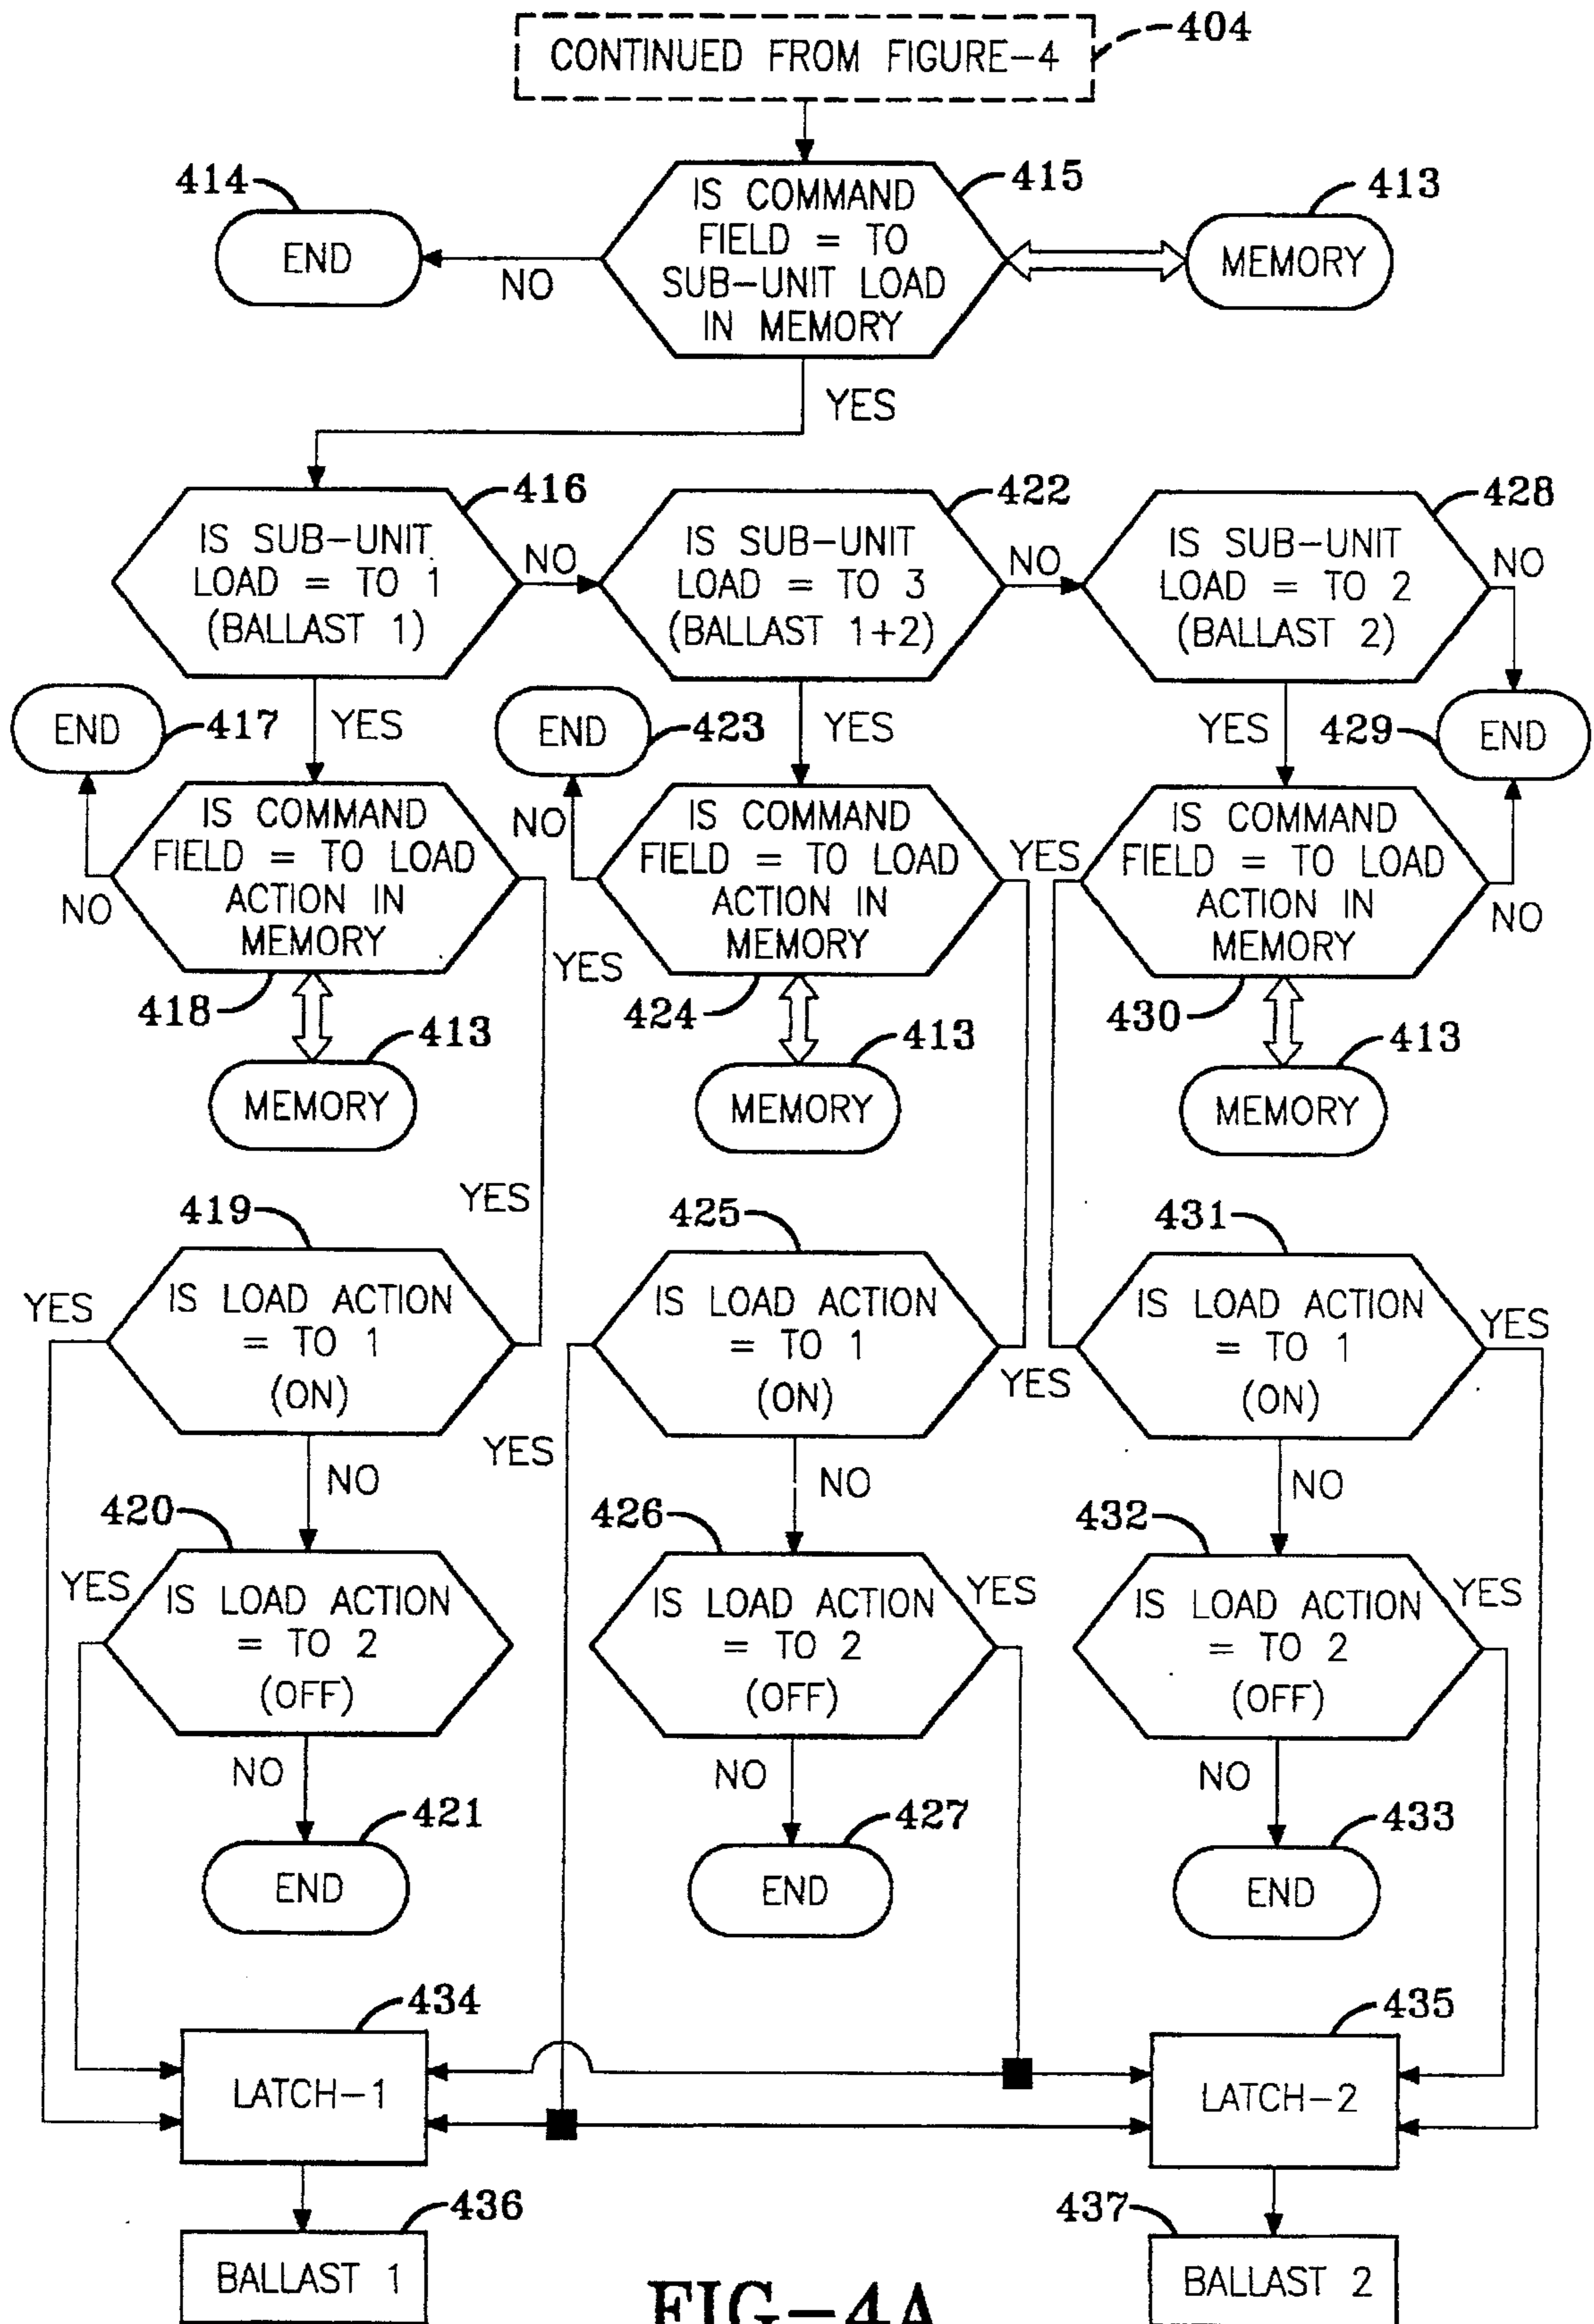 CONTINUED FROM FIGURE-4
404
414
END
NO
IS COMMAND
FIELD = TO
SUB-UNIT LOAD
IN MEMORY
415
413
MEMORY
YES
IS SUB-UNIT
LOAD = TO 1
(BALLAST 1)
416
NO
IS SUB-UNIT
LOAD = TO 3
(BALLAST 1+2)
422
NO
IS SUB-UNIT
LOAD = TO 2
(BALLAST 2)
428
NO
END
417
YES
END
423
YES
YES
429
END
IS COMMAND
FIELD = TO LOAD
ACTION IN
MEMORY
NO
418
YES
413
MEMORY
NO
IS COMMAND
FIELD = TO LOAD
ACTION IN
MEMORY
424
YES
413
MEMORY
IS COMMAND
FIELD = TO LOAD
ACTION IN
MEMORY
NO
430
413
MEMORY
YES
419
YES
IS LOAD ACTION
= TO 1
(ON)
425
IS LOAD ACTION
= TO 1
(ON)
YES
431
IS LOAD ACTION
= TO 1
(ON)
YES
NO
YES
NO
NO
420
YES
IS LOAD ACTION
= TO 2
(OFF)
426
IS LOAD ACTION
= TO 2
(OFF)
YES
432
IS LOAD ACTION
= TO 2
(OFF)
YES
NO
421
END
NO
427
END
NO
433
END
434
LATCH-1
435
LATCH-2
436
BALLAST 1
437
BALLAST 2
FIG-4A